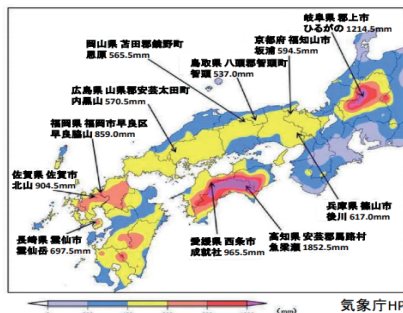 岐阜県 郡上市
ひるがの 1214.5mm
京都府 福知山市
坂浦 594.5mm
岡山県 苫田郡鏡野町
恩原 565.5mm
鳥取県 八頭郡智頭町
智頭 537.0mm
広島県 山県郡安芸太田町
内黒山 570.5mm
福岡県 福岡市早良区
早良脇山 859.0mm
佐賀県 佐賀市
北山 904.5mm
長崎県 雲仙市
雲仙岳 697.5mm
愛媛県 西条市
成就社 965.5mm
高知県 安芸郡馬路村
魚梁瀬 1852.5mm
兵庫県 篠山市
後川 617.0mm
(mm)
気象庁HP